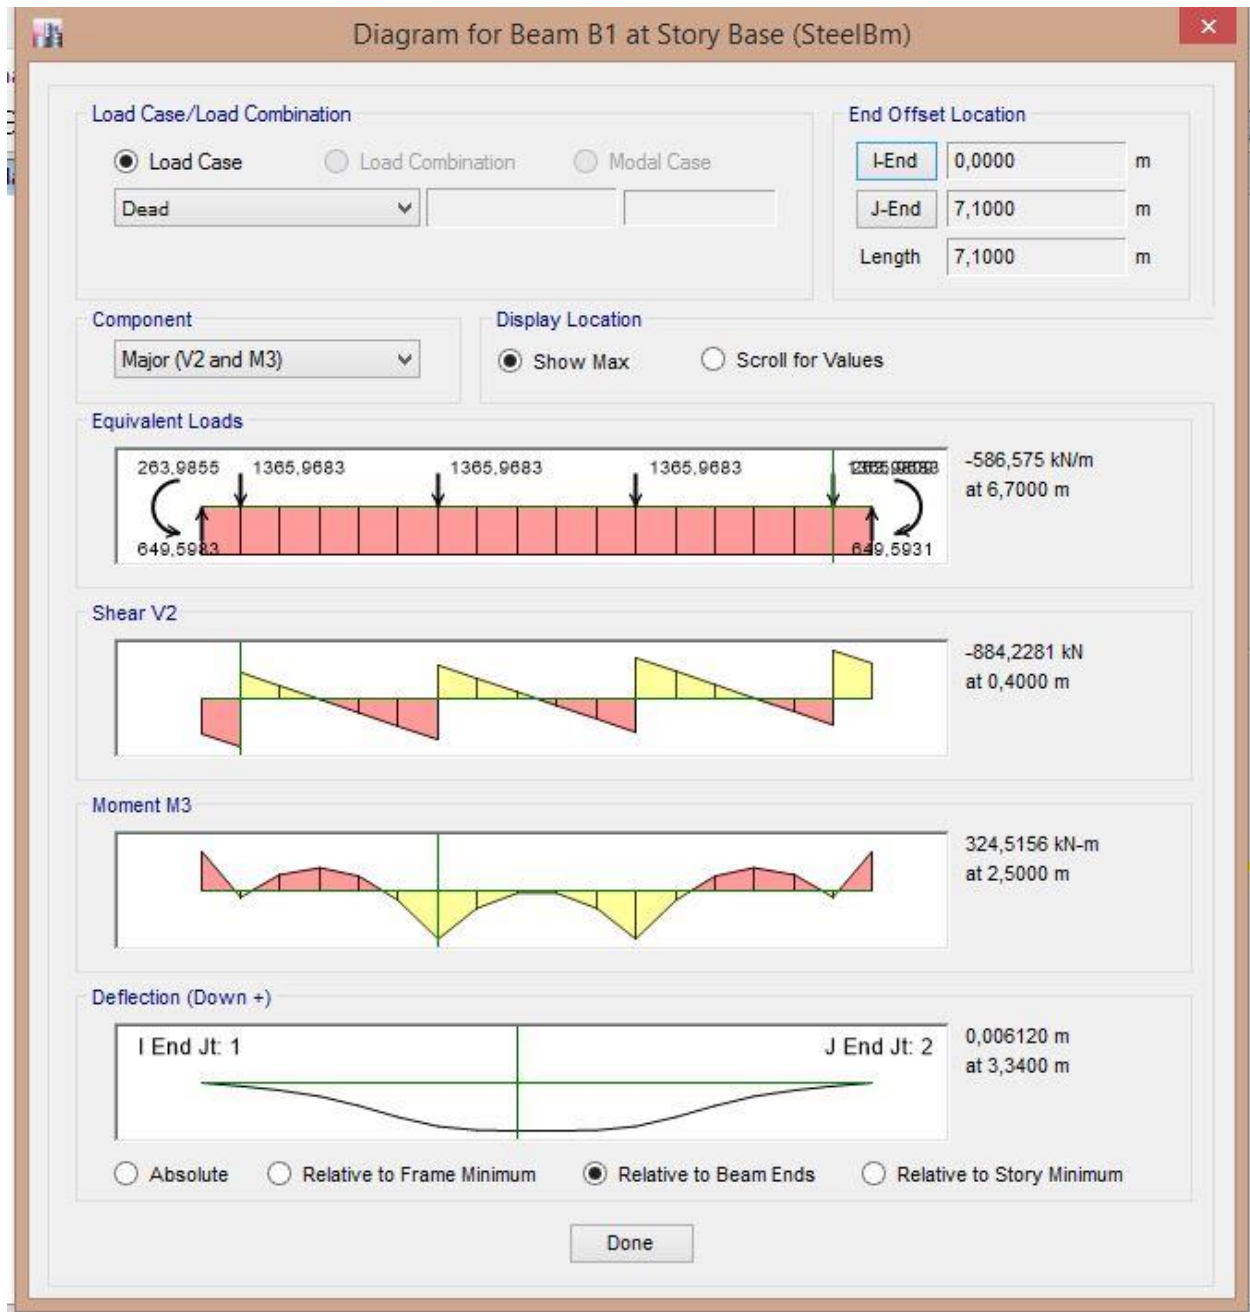 Diagram for Beam B1 at Story Base (SteelBm)
Load Case/Load Combination
Load Case Load Combination Modal Case
Dead
End Offset Location
I-End 0,0000 m
J-End 7,1000 m
Length 7,1000 m
Component
Major (V2 and M3)
Display Location
Show Max Scroll for Values
Equivalent Loads
263,9855 1365,9683 1365,9683 1365,9683
649,5983 649,5931
-586,575 kN/m
at 6,7000 m
Shear V2
-884,2281 kN
at 0,4000 m
Moment M3
324,5156 kN-m
at 2,5000 m
Deflection (Down +)
I End Jt: 1 J End Jt: 2
0,006120 m
at 3,3400 m
Absolute Relative to Frame Minimum Relative to Beam Ends Relative to Story Minimum
Done